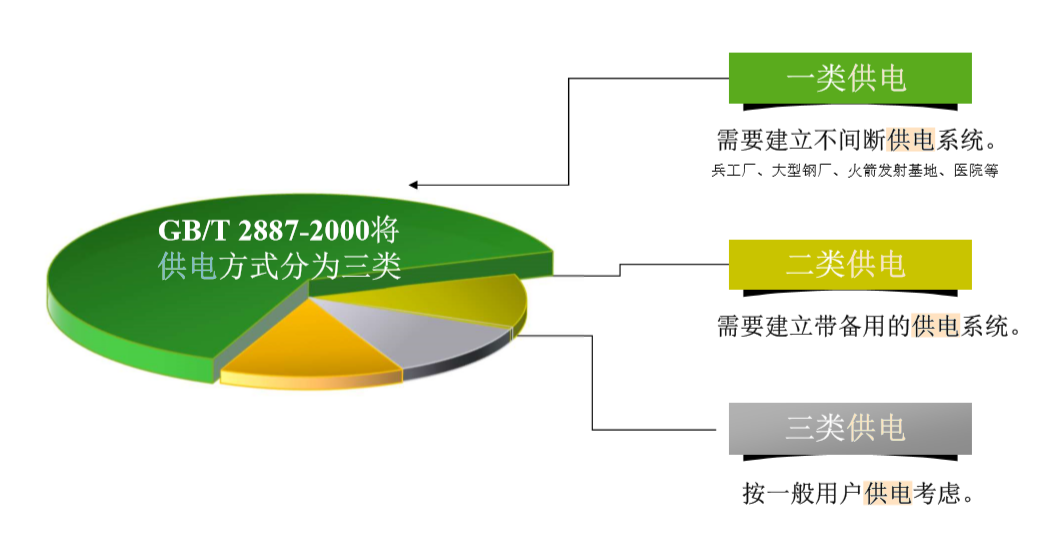 一类供电
需要建立不间断供电系统。
兵工厂、大型钢厂、火箭发射基地、医院等
GB/T 2887-2000将
供电方式分为三类
二类供电
需要建立带备用的供电系统。
三类供电
按一般用户供电考虑。